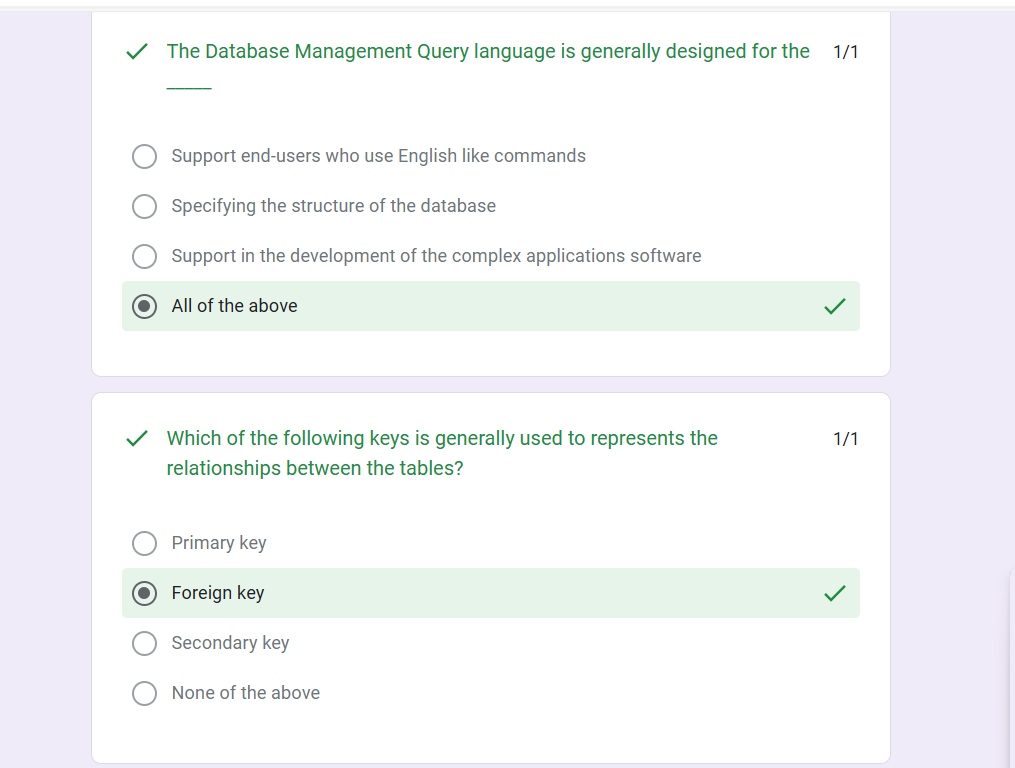 The Database Management Query language is generally designed for the
_____
1/1
Support end-users who use English like commands
Specifying the structure of the database
Support in the development of the complex applications software
All of the above
Which of the following keys is generally used to represents the
relationships between the tables?
1/1
Primary key
Foreign key
Secondary key
None of the above